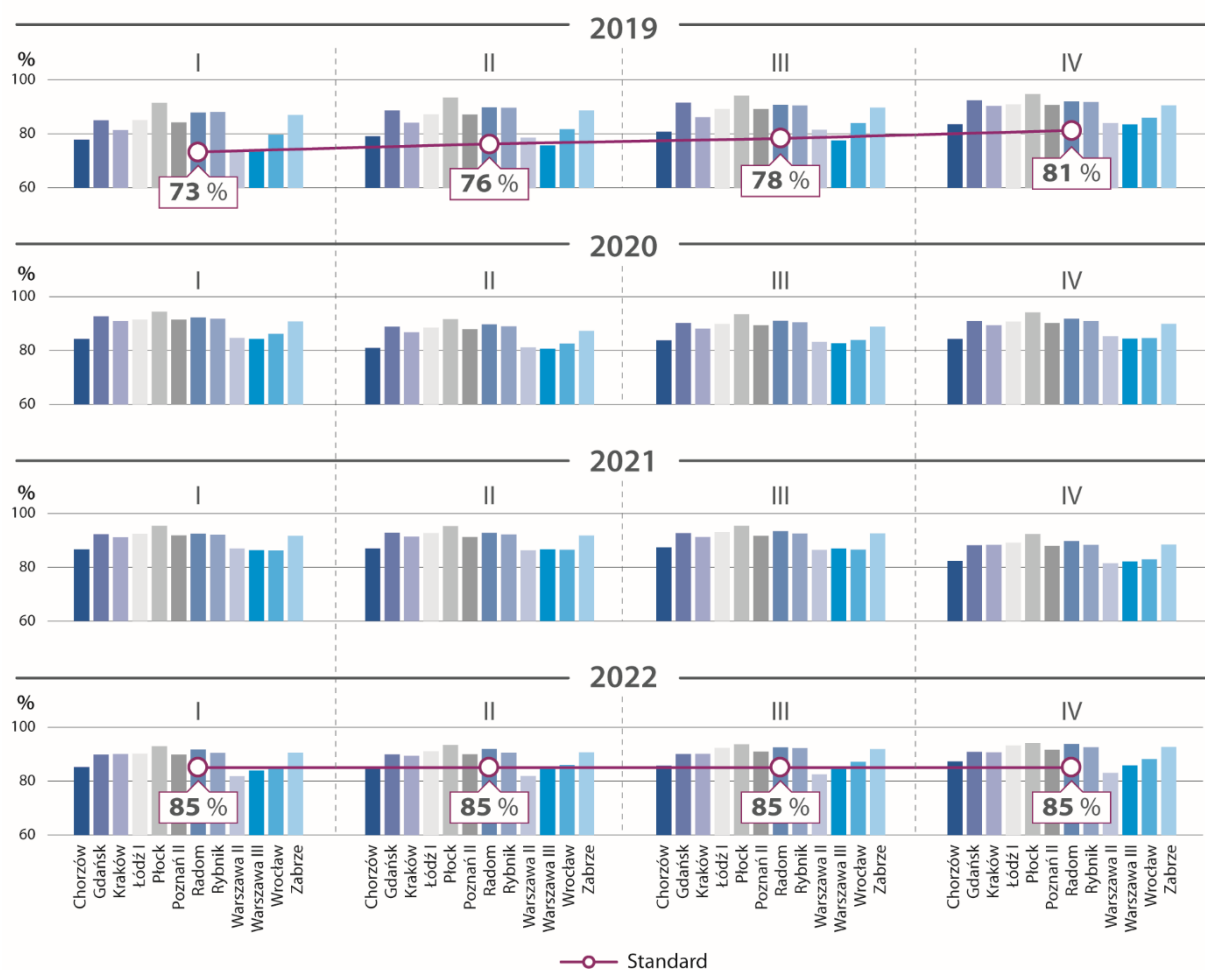 2019
%
I
II
III
IV
100
80
60
73 %
76 %
78 %
81 %
2020
%
I
II
III
IV
100
80
60
2021
%
I
II
III
IV
100
80
60
2022
%
I
II
III
IV
100
80
60
85 %
85 %
85 %
85 %
Chorzów
Gdańsk
Kraków
Łódź I
Płock
Poznań II
Radom
Rybnik
Warszawa II
Warszawa III
Wrocław
Zabrze
Chorzów
Gdańsk
Kraków
Łódź I
Płock
Poznań II
Radom
Rybnik
Warszawa II
Warszawa III
Wrocław
Zabrze
Chorzów
Gdańsk
Kraków
Łódź I
Płock
Poznań II
Radom
Rybnik
Warszawa II
Warszawa III
Wrocław
Zabrze
Chorzów
Gdańsk
Kraków
Łódź I
Płock
Poznań II
Radom
Rybnik
Warszawa II
Warszawa III
Wrocław
Zabrze
Standard